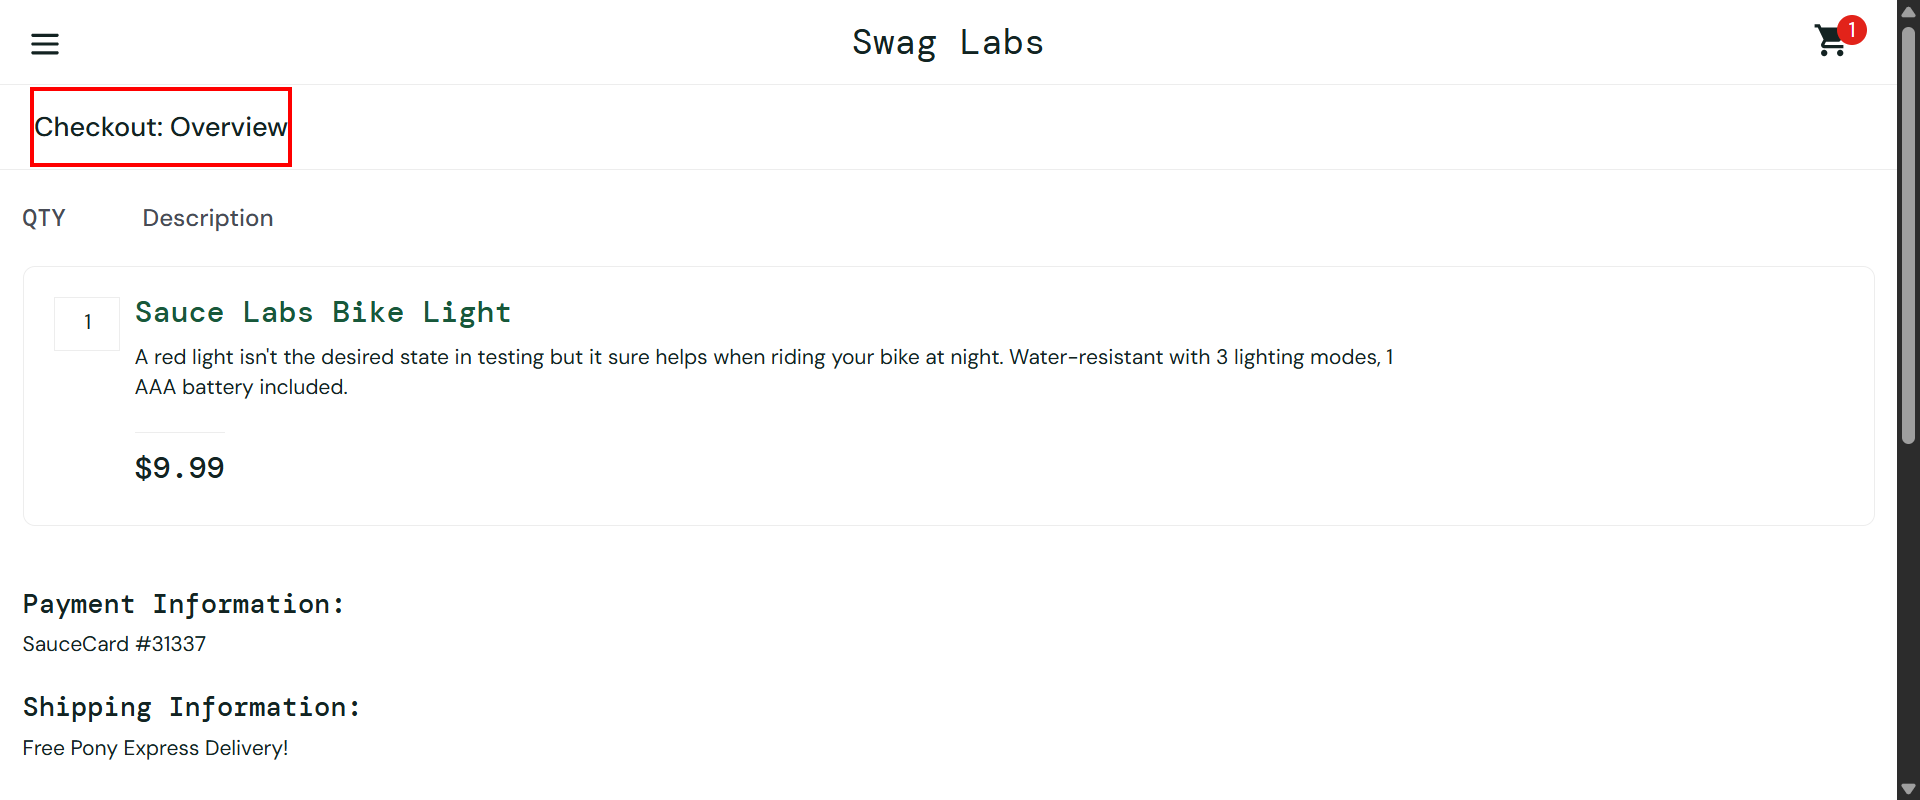 Swag Labs
1
Checkout: Overview
QTY Description
1
Sauce Labs Bike Light
A red light isn't the desired state in testing but it sure helps when riding your bike at night. Water-resistant with 3 lighting modes, 1
AAA battery included.
$9.99
Payment Information:
SauceCard #31337
Shipping Information:
Free Pony Express Delivery!